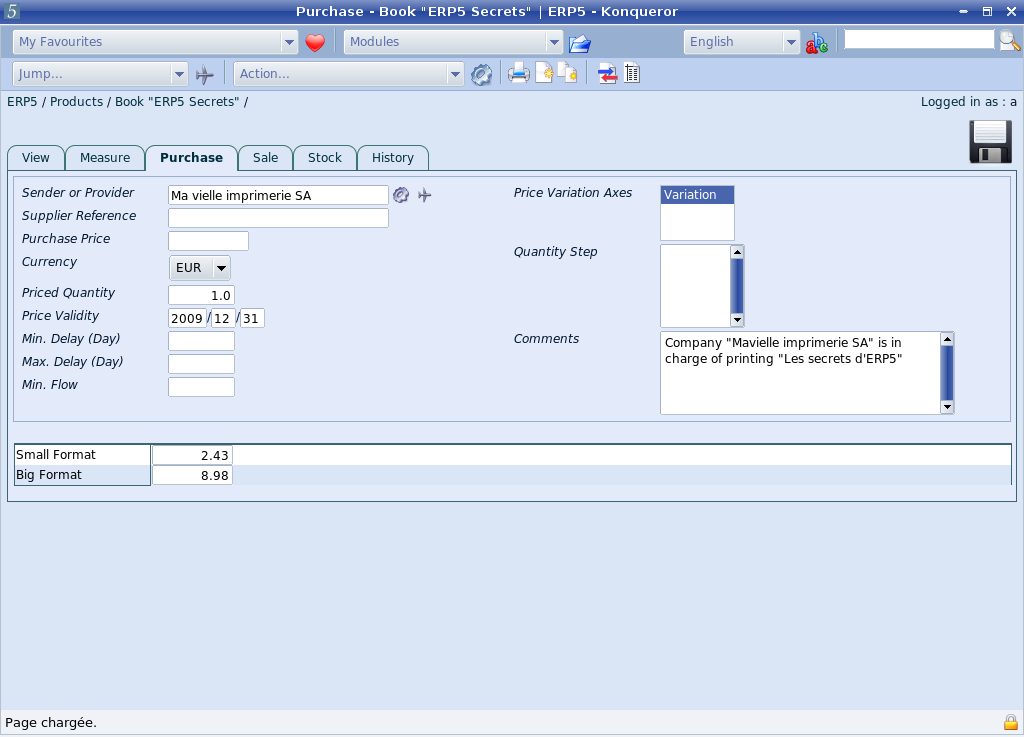 5 Purchase - Book "ERP5 Secrets" | ERP5 - Konqueror
My Favourites Modules English
Jump... Action...
ERP5 / Products / Book "ERP5 Secrets" / Logged in as : a
View Measure Purchase Sale Stock History
Sender or Provider Ma vielle imprimerie SA
Supplier Reference
Purchase Price
Currency EUR
Priced Quantity 1.0
Price Validity 2009 / 12 / 31
Min. Delay (Day)
Max. Delay (Day)
Min. Flow
Price Variation Axes Variation
Quantity Step
Comments Company "Mavielle imprimerie SA" is in
charge of printing "Les secrets d'ERP5"
Small Format 2.43
Big Format 8.98
Page chargée.